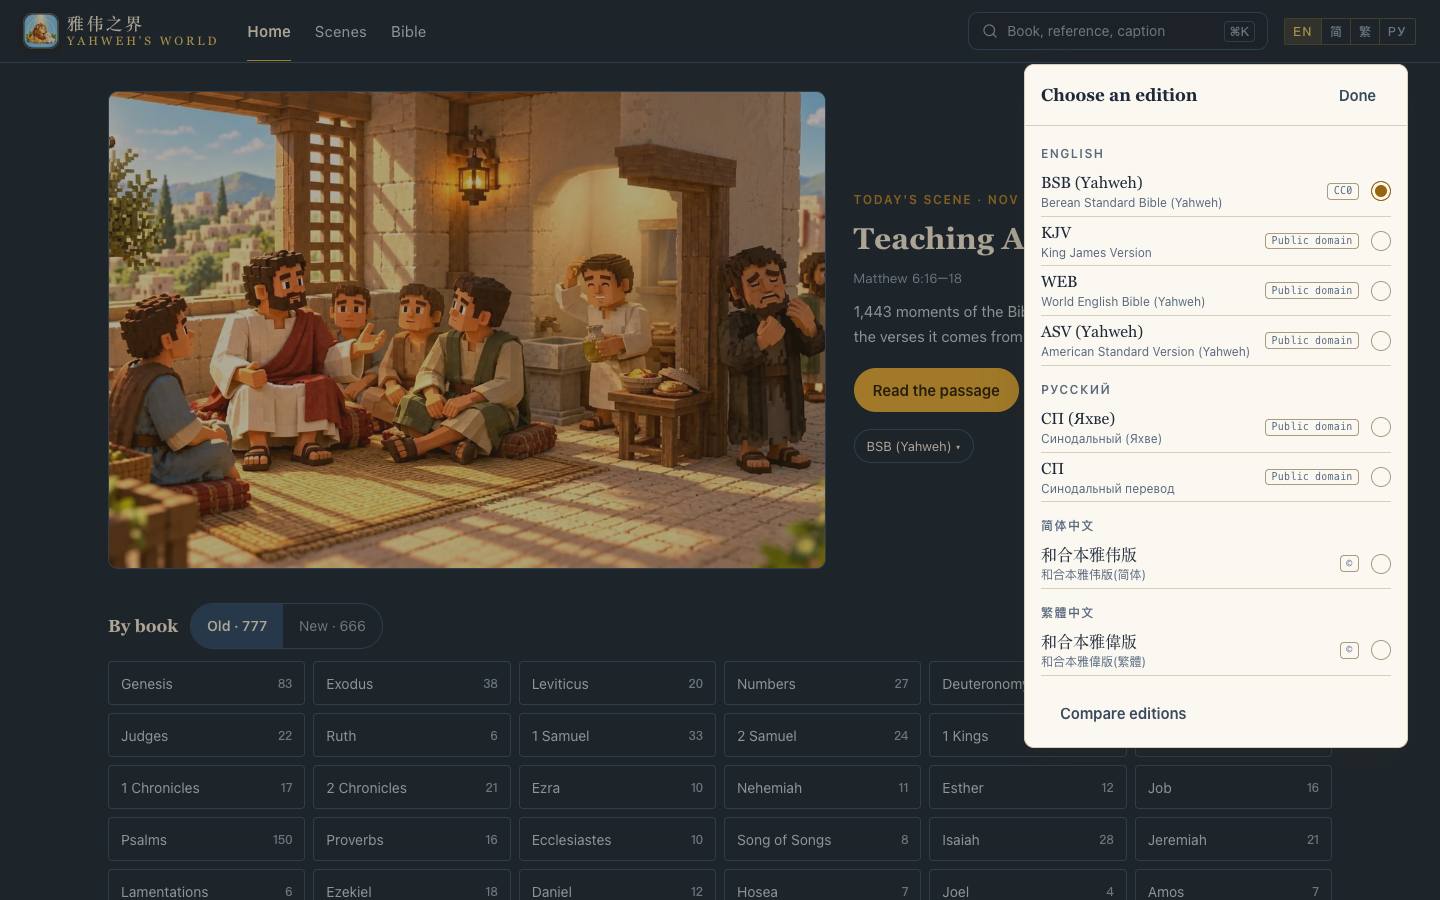 雅伟之界
YAHWEH'S WORLD
Home
Scenes
Bible
Book, reference, caption
⌘K
EN
简
繁
РУ
TODAY'S SCENE · NOV
Teaching A
Matthew 6:16–18
1,443 moments of the Bib
the verses it comes from
Read the passage
BSB (Yahweh) ▾
Choose an edition
Done
ENGLISH
BSB (Yahweh)
Berean Standard Bible (Yahweh)
CC0
KJV
King James Version
Public domain
WEB
World English Bible (Yahweh)
Public domain
ASV (Yahweh)
American Standard Version (Yahweh)
Public domain
РУССКИЙ
СП (Яхве)
Синодальный (Яхве)
Public domain
СП
Синодальный перевод
Public domain
简体中文
和合本雅伟版
和合本雅伟版(简体)
©
繁體中文
和合本雅偉版
和合本雅偉版(繁體)
©
Compare editions
By book
Old · 777
New · 666
Genesis 83
Exodus 38
Leviticus 20
Numbers 27
Deuteronomy
Judges 22
Ruth 6
1 Samuel 33
2 Samuel 24
1 Kings
1 Chronicles 17
2 Chronicles 21
Ezra 10
Nehemiah 11
Esther 12
Job 16
Psalms 150
Proverbs 16
Ecclesiastes 10
Song of Songs 8
Isaiah 28
Jeremiah 21
Lamentations 6
Ezekiel 18
Daniel 12
Hosea 7
Joel 4
Amos 7